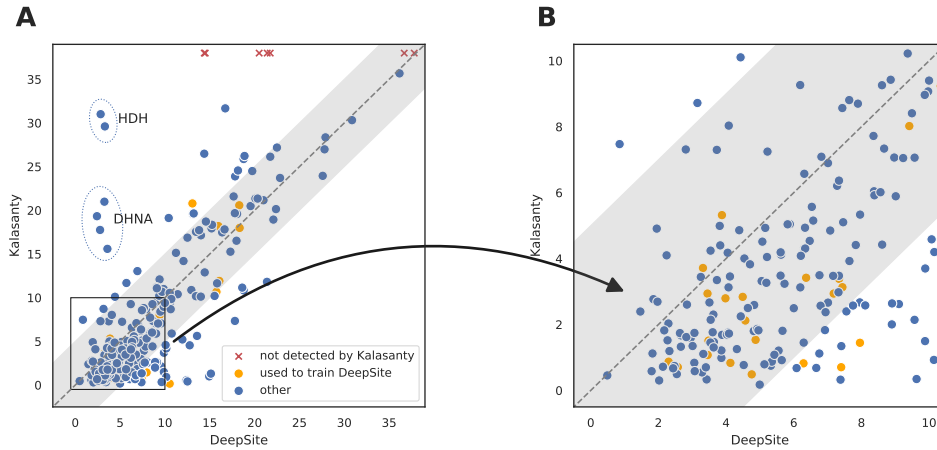 A
Kalasanty
35
30
25
20
15
10
5
0
HDH
DHNA
× not detected by Kalasanty
used to train DeepSite
other
0 5 10 15 20 25 30 35
DeepSite
B
Kalasanty
10
8
6
4
2
0
0 2 4 6 8 10
DeepSite